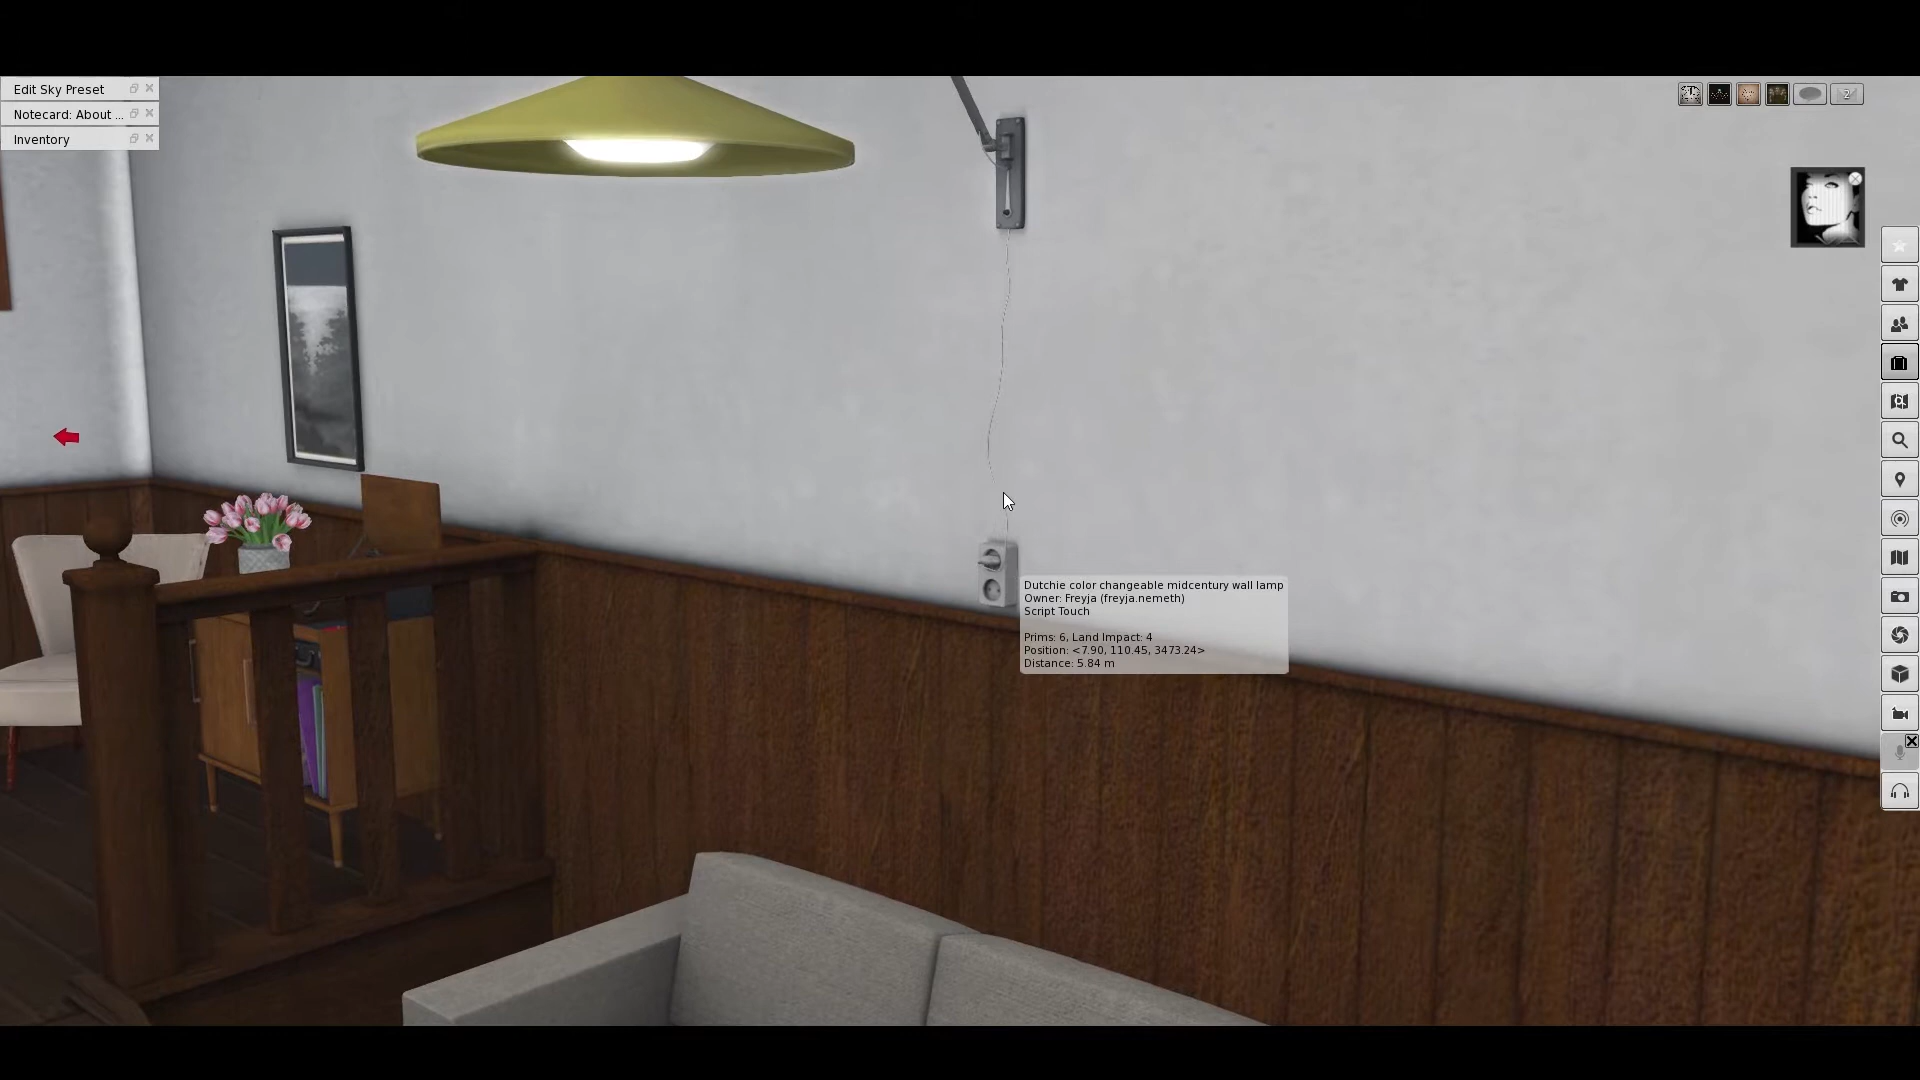 Edit Sky Preset
Notecard: About ...
Inventory
2
Dutchie color changeable midcentury wall lamp
Owner: Freyja (freyja.nemeth)
Script Touch
Prims: 6, Land Impact: 4
Position: <7.90, 110.45, 3473.24>
Distance: 5.84 m